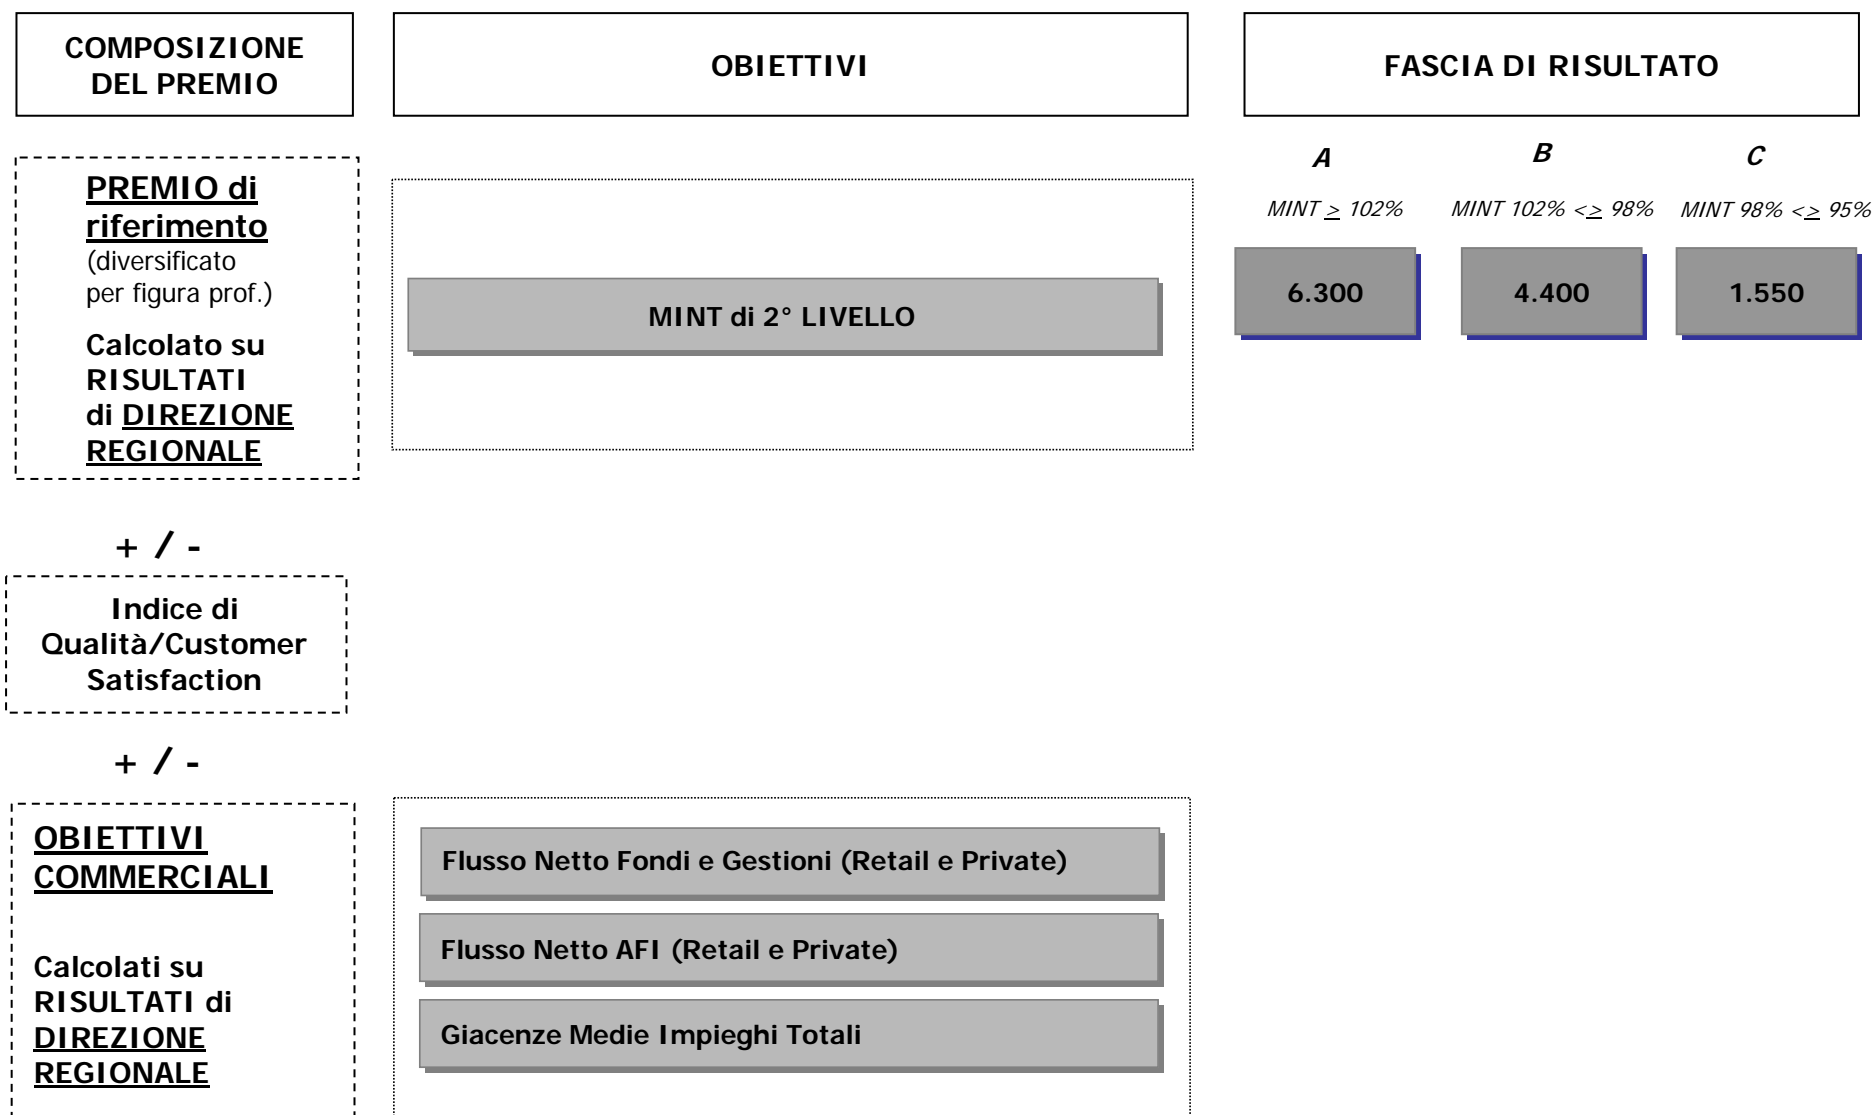 COMPOSIZIONE
DEL PREMIO
OBIETTIVI
FASCIA DI RISULTATO
PREMIO di
riferimento
(diversificato
per figura prof.)
Calcolato su
RISULTATI
di DIREZIONE
REGIONALE
MINT di 2° LIVELLO
A
B
C
MINT ≥ 102%
MINT 102% <≥ 98%
MINT 98% <≥ 95%
6.300
4.400
1.550
+ / -
Indice di
Qualità/Customer
Satisfaction
+ / -
OBIETTIVI
COMMERCIALI
Calcolati su
RISULTATI di
DIREZIONE
REGIONALE
Flusso Netto Fondi e Gestioni (Retail e Private)
Flusso Netto AFI (Retail e Private)
Giacenze Medie Impieghi Totali